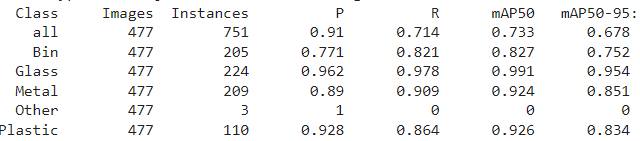 Class Images Instances P R mAP50 mAP50-95:
all 477 751 0.91 0.714 0.733 0.678
Bin 477 205 0.771 0.821 0.827 0.752
Glass 477 224 0.962 0.978 0.991 0.954
Metal 477 209 0.89 0.909 0.924 0.851
Other 477 3 1 0 0 0
Plastic 477 110 0.928 0.864 0.926 0.834